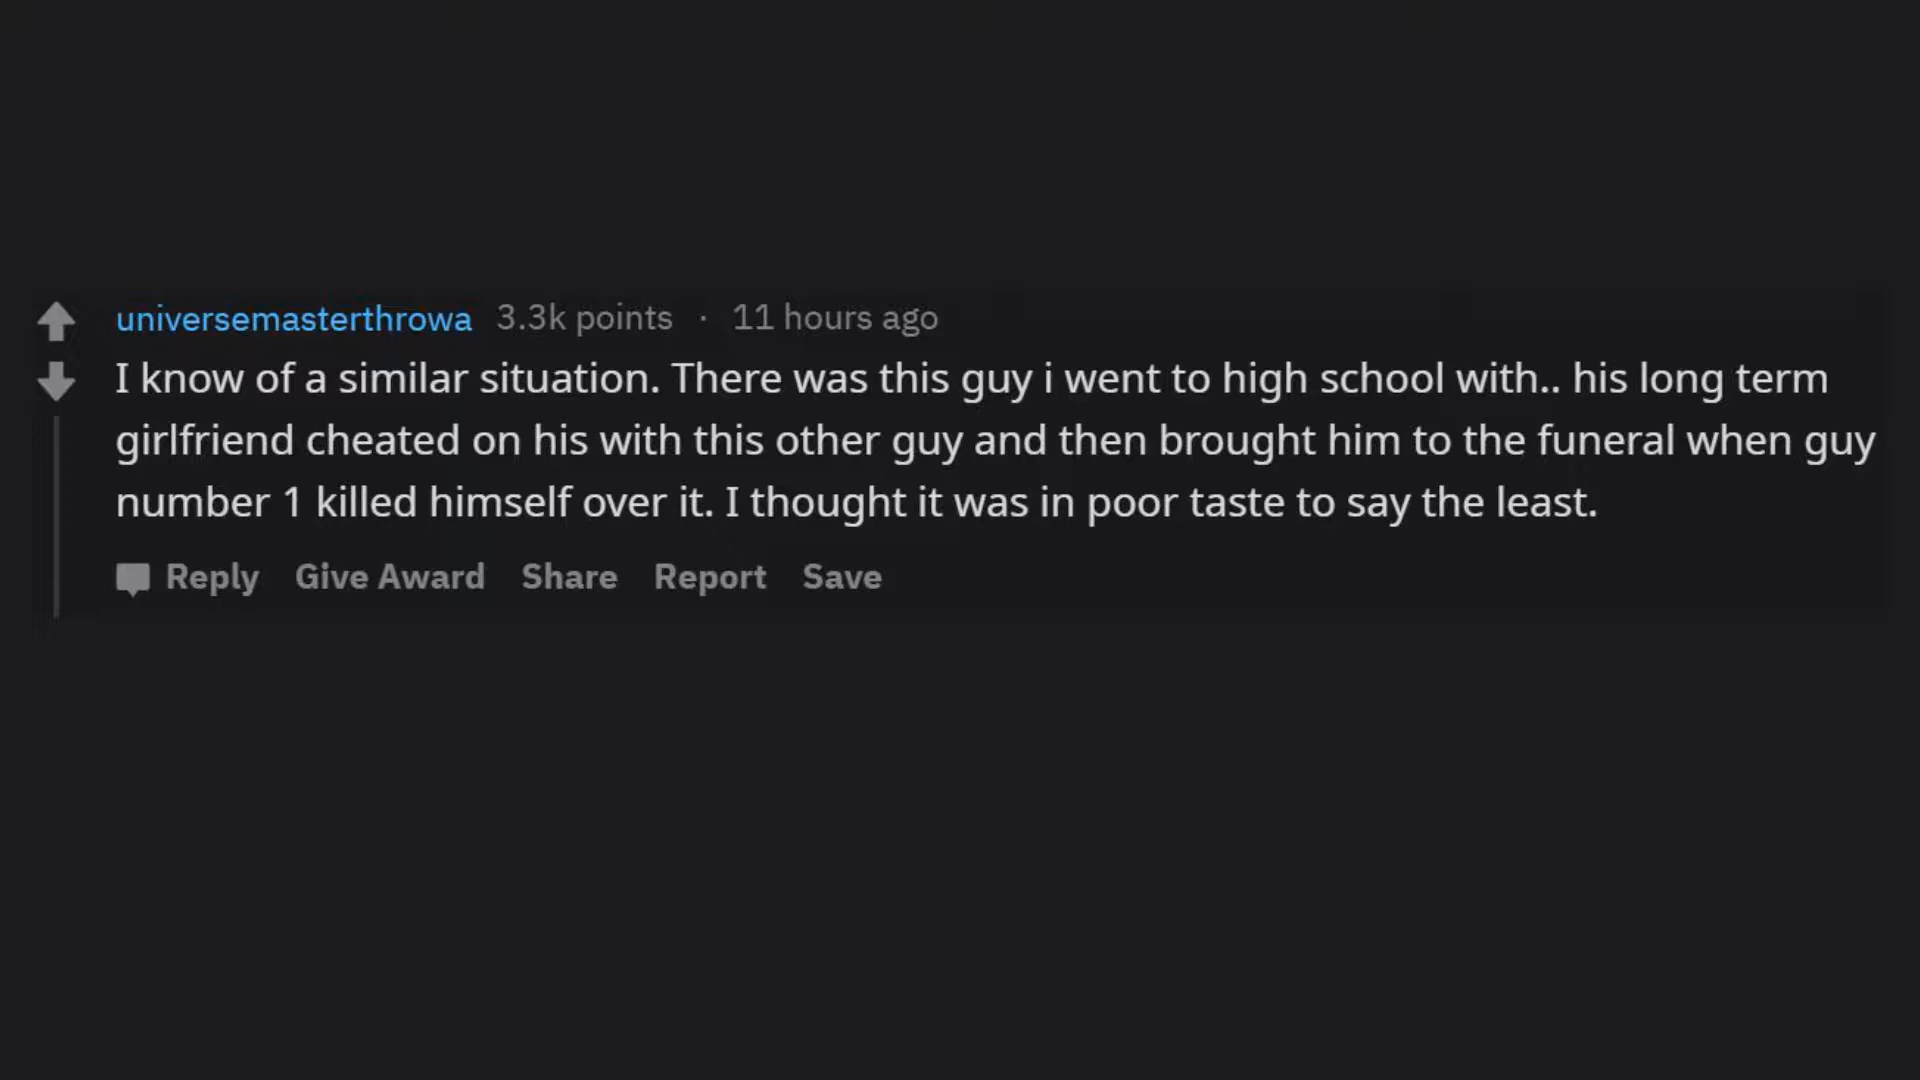 universemasterthrowa 3.3k points · 11 hours ago
I know of a similar situation. There was this guy i went to high school with.. his long term
girlfriend cheated on his with this other guy and then brought him to the funeral when guy
number 1 killed himself over it. I thought it was in poor taste to say the least.
Reply Give Award Share Report Save